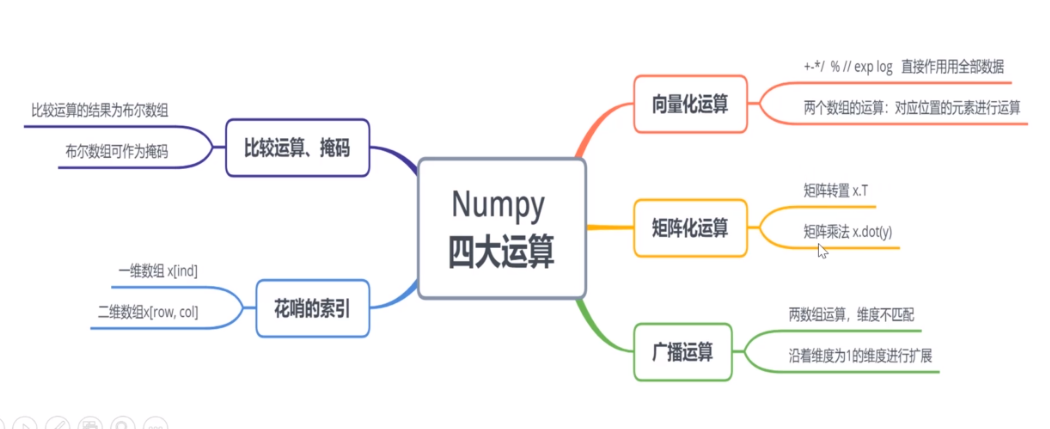 Numpy
四大运算
向量化运算
+-*/ % // exp log 直接作用用全部数据
两个数组的运算：对应位置的元素进行运算
矩阵化运算
矩阵转置 x.T
矩阵乘法 x.dot(y)
广播运算
两数组运算，维度不匹配
沿着维度为1的维度进行扩展
比较运算、掩码
比较运算的结果为布尔数组
布尔数组可作为掩码
花哨的索引
一维数组 x[ind]
二维数组x[row, col]